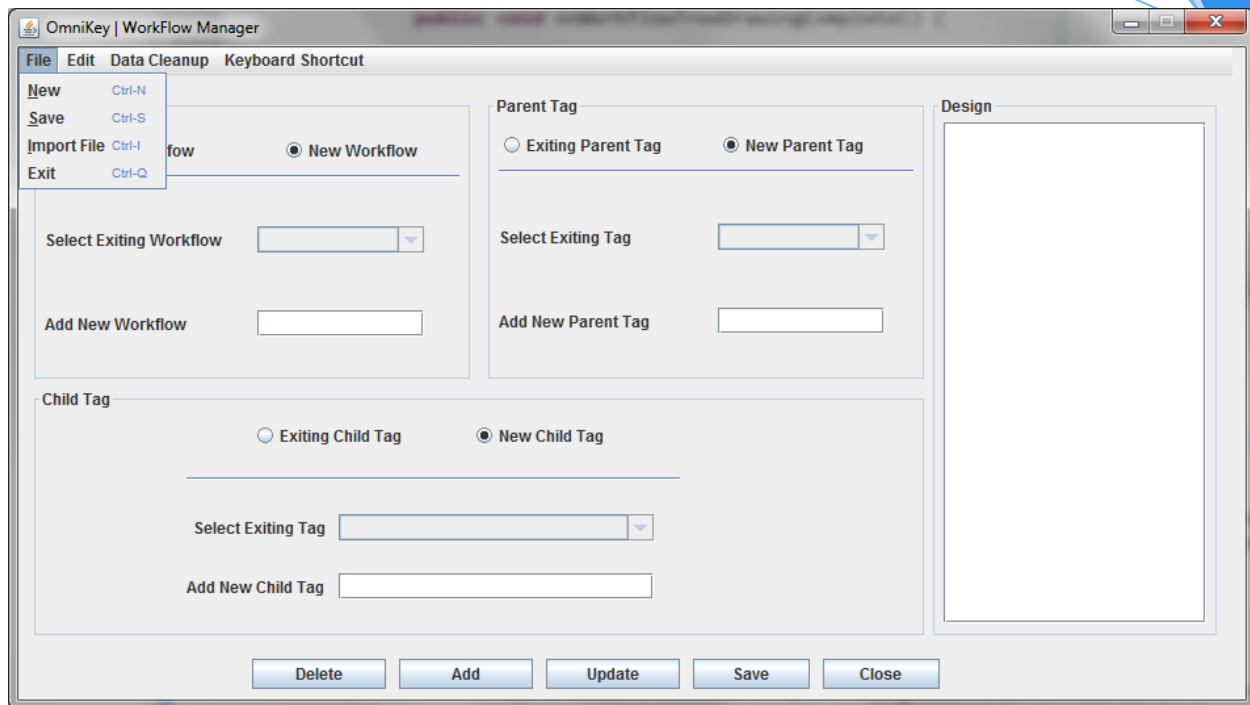 public void onWorkflowTreeDrawingComplete() {
OmniKey | WorkFlow Manager
File Edit Data Cleanup Keyboard Shortcut
New Ctrl-N
Save Ctrl-S
Import File Ctrl-I
Exit Ctrl-Q
New Workflow
Select Exiting Workflow
Add New Workflow
Parent Tag
Exiting Parent Tag New Parent Tag
Select Exiting Tag
Add New Parent Tag
Design
Child Tag
Exiting Child Tag New Child Tag
Select Exiting Tag
Add New Child Tag
Delete Add Update Save Close